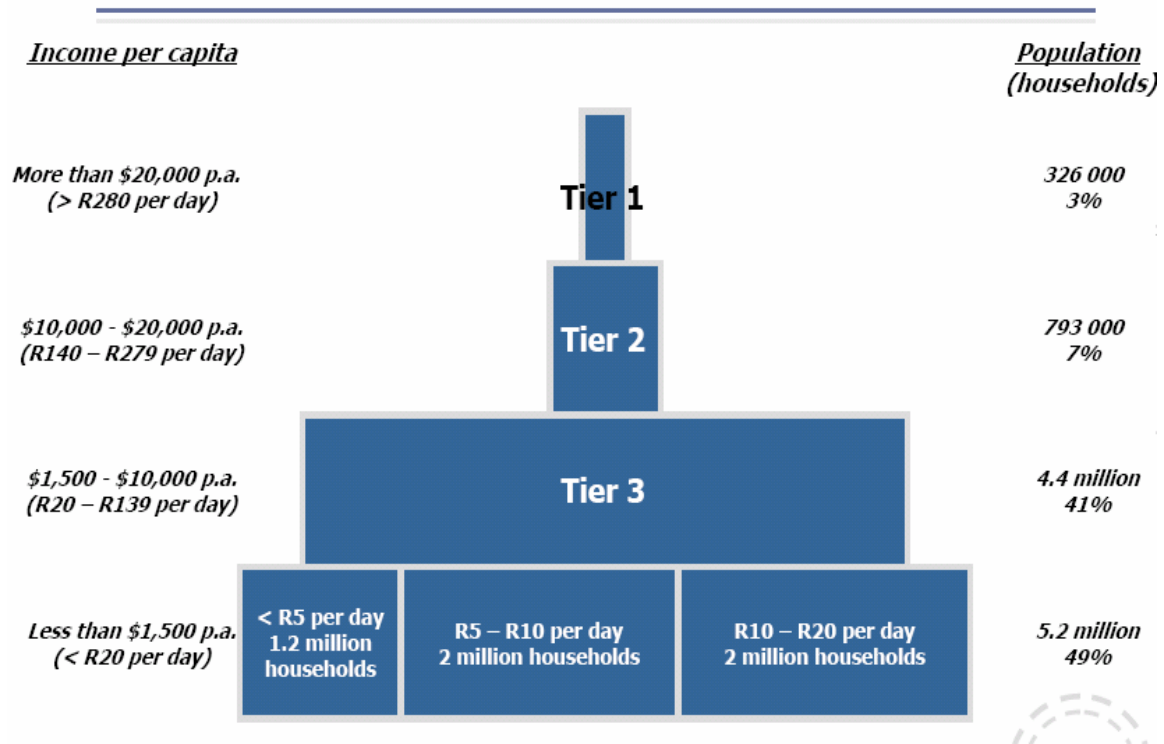 Income per capita
Population
(households)
More than $20,000 p.a.
(> R280 per day)
Tier 1
326 000
3%
$10,000 - $20,000 p.a.
(R140 – R279 per day)
Tier 2
793 000
7%
$1,500 - $10,000 p.a.
(R20 – R139 per day)
Tier 3
4.4 million
41%
Less than $1,500 p.a.
(< R20 per day)
< R5 per day
1.2 million
households
R5 – R10 per day
2 million households
R10 – R20 per day
2 million households
5.2 million
49%